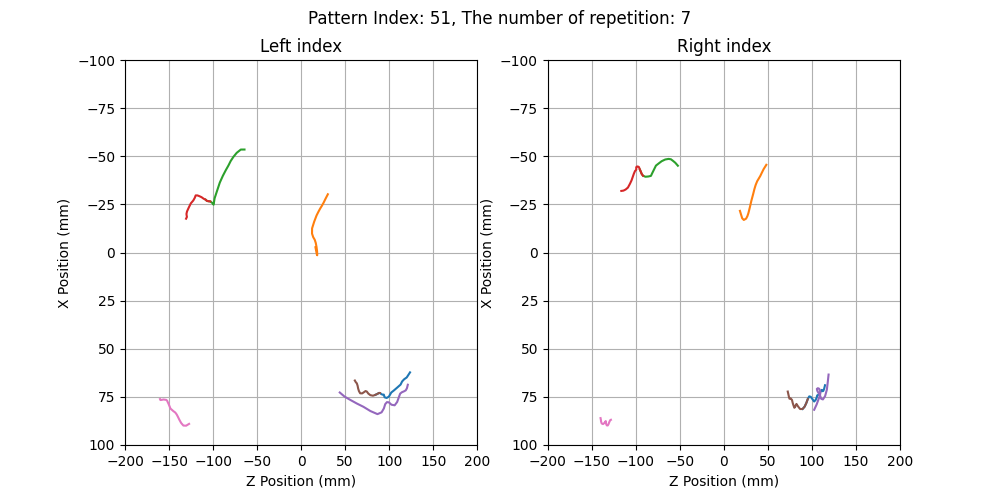 Pattern Index: 51, The number of repetition: 7
Left index
Right index
−100
−75
−50
−25
0
25
50
75
100
−200 −150 −100 −50 0 50 100 150 200
X Position (mm)
Z Position (mm)
−100
−75
−50
−25
0
25
50
75
100
−200 −150 −100 −50 0 50 100 150 200
X Position (mm)
Z Position (mm)